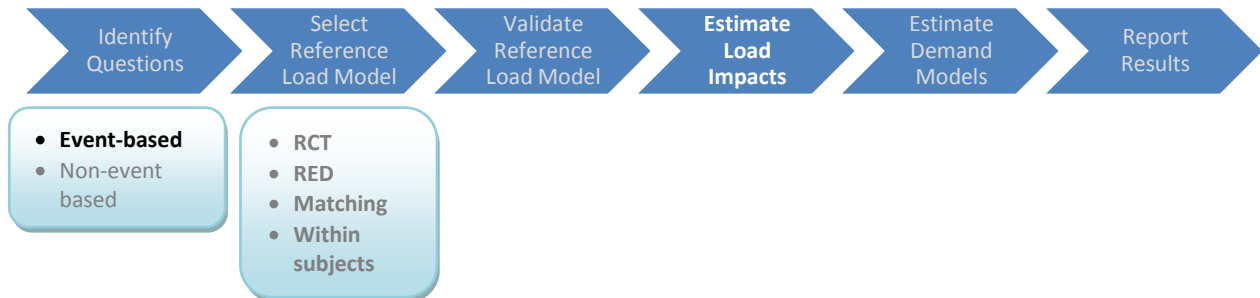 Identify
Questions
Select
Reference
Load Model
Validate
Reference
Load Model
Estimate
Load
Impacts
Estimate
Demand
Models
Report
Results
• Event-based
• Non-event
based
• RCT
• RED
• Matching
• Within
subjects